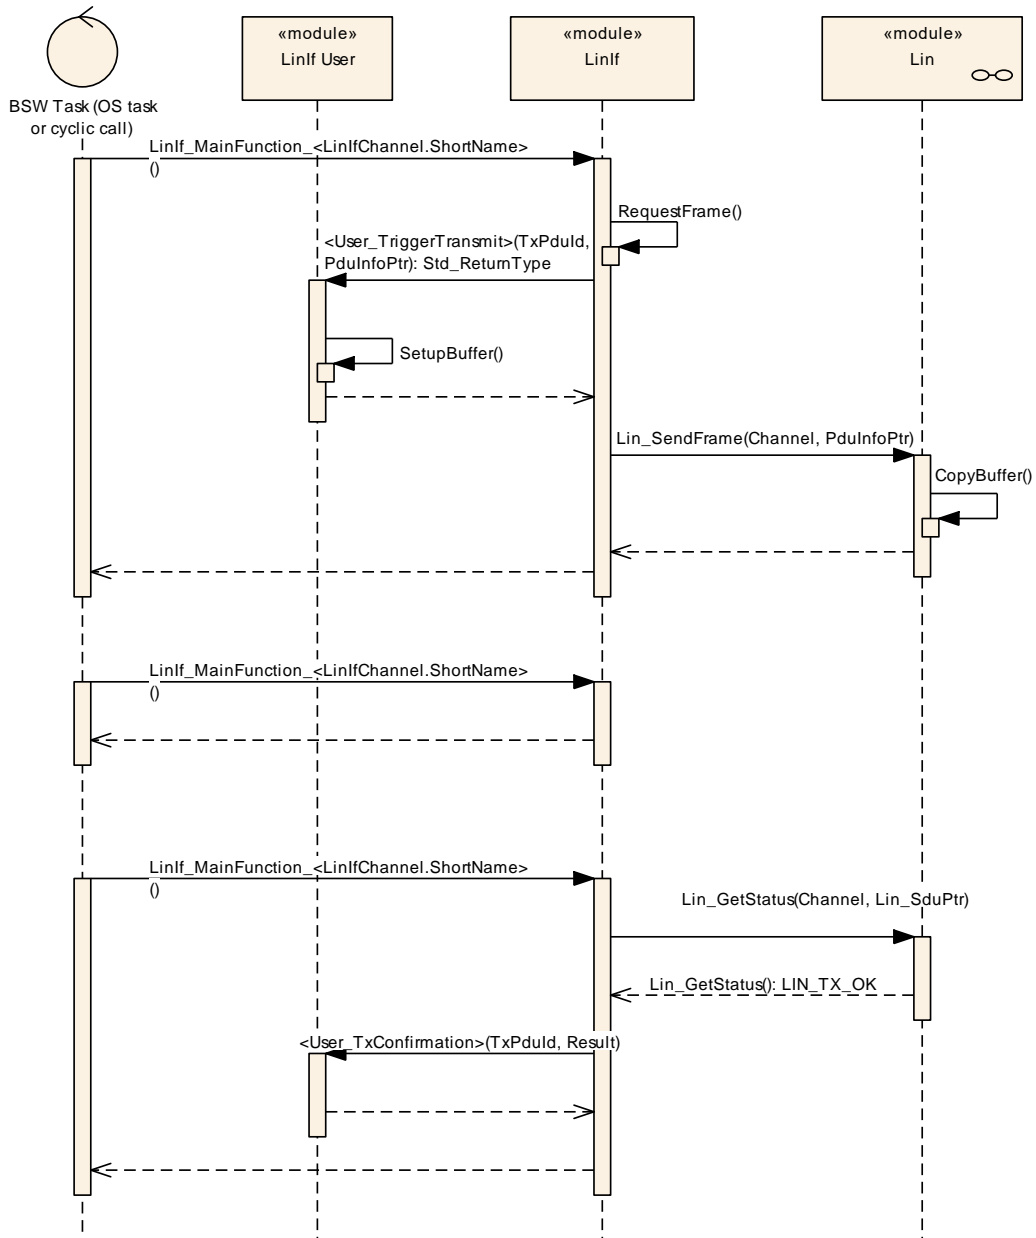 «module»
LinIf User
«module»
LinIf
«module»
Lin
BSW Task (OS task
or cyclic call)
LinIf_MainFunction_<LinIfChannel.ShortName>
()
RequestFrame()
<User_TriggerTransmit>(TxPduId,
PduInfoPtr): Std_ReturnType
SetupBuffer()
Lin_SendFrame(Channel, PduInfoPtr)
CopyBuffer()
LinIf_MainFunction_<LinIfChannel.ShortName>
()
LinIf_MainFunction_<LinIfChannel.ShortName>
()
Lin_GetStatus(Channel, Lin_SduPtr)
Lin_GetStatus(): LIN_TX_OK
<User_TxConfirmation>(TxPduId, Result)